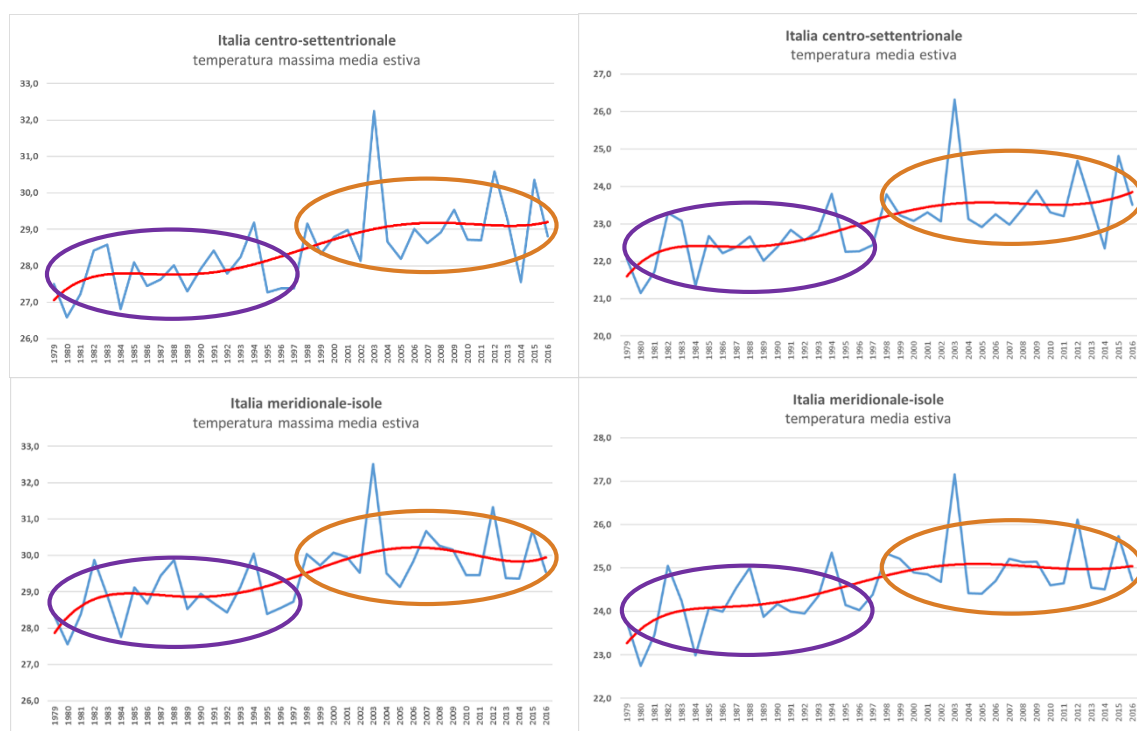 Italia centro-settentrionale
temperatura massima media estiva
33,0
32,0
31,0
30,0
29,0
28,0
27,0
26,0
1979 1980 1981 1982 1983 1984 1985 1986 1987 1988 1989 1990 1991 1992 1993 1994 1995 1996 1997 1998 1999 2000 2001 2002 2003 2004 2005 2006 2007 2008 2009 2010 2011 2012 2013 2014 2015 2016
Italia centro-settentrionale
temperatura media estiva
27,0
26,0
25,0
24,0
23,0
22,0
21,0
20,0
1979 1980 1981 1982 1983 1984 1985 1986 1987 1988 1989 1990 1991 1992 1993 1994 1995 1996 1997 1998 1999 2000 2001 2002 2003 2004 2005 2006 2007 2008 2009 2010 2011 2012 2013 2014 2015 2016
Italia meridionale-isole
temperatura massima media estiva
33,0
32,0
31,0
30,0
29,0
28,0
27,0
26,0
1979 1980 1981 1982 1983 1984 1985 1986 1987 1988 1989 1990 1991 1992 1993 1994 1995 1996 1997 1998 1999 2000 2001 2002 2003 2004 2005 2006 2007 2008 2009 2010 2011 2012 2013 2014 2015 2016
Italia meridionale-isole
temperatura media estiva
28,0
27,0
26,0
25,0
24,0
23,0
22,0
1979 1980 1981 1982 1983 1984 1985 1986 1987 1988 1989 1990 1991 1992 1993 1994 1995 1996 1997 1998 1999 2000 2001 2002 2003 2004 2005 2006 2007 2008 2009 2010 2011 2012 2013 2014 2015 2016